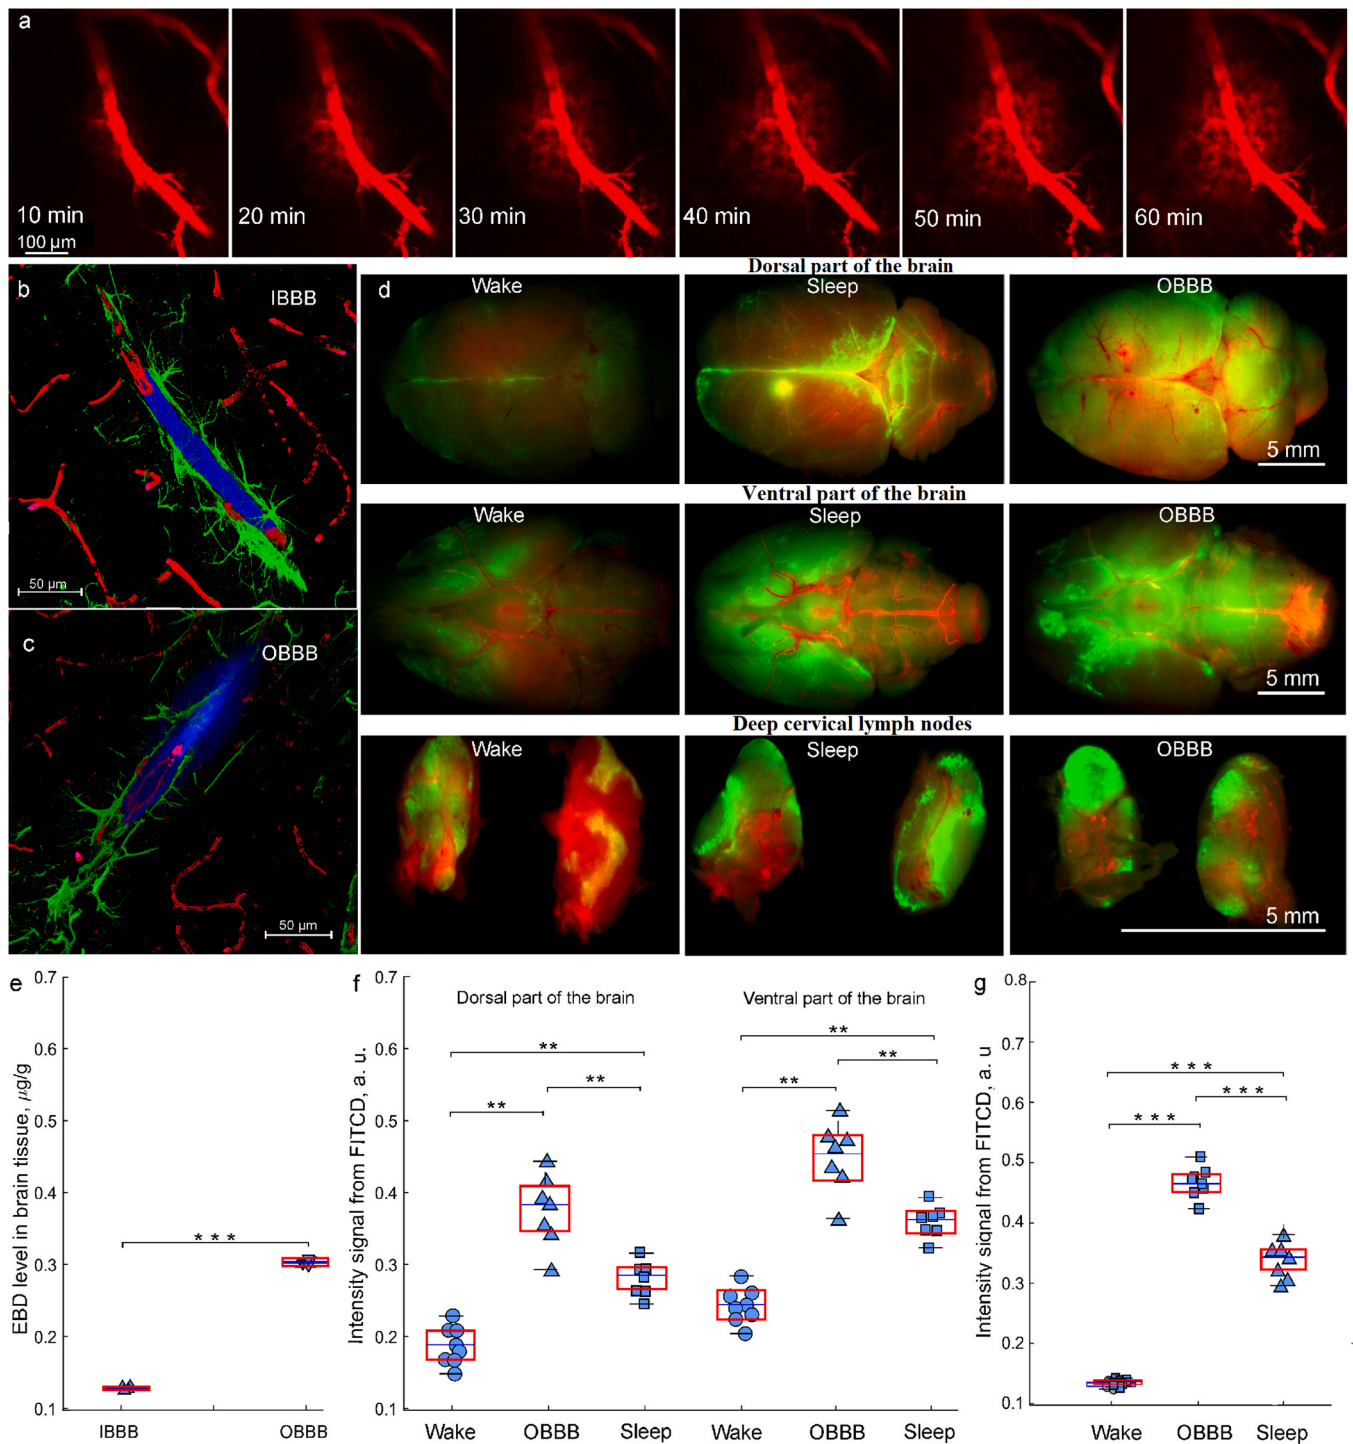 a
10 min
100 µm
20 min
30 min
40 min
50 min
60 min
b
IBBB
50 µm
c
OBBB
50 µm
d
Dorsal part of the brain
Wake
Sleep
OBBB
5 mm
Ventral part of the brain
Wake
Sleep
OBBB
5 mm
Deep cervical lymph nodes
Wake
Sleep
OBBB
5 mm
e
EBD level in brain tissue, µg/g
0.7
0.6
0.5
0.4
0.3
0.2
0.1
***
IBBB
OBBB
f
Intensity signal from FITCD, a. u.
0.7
0.6
0.5
0.4
0.3
0.2
0.1
Dorsal part of the brain
**
**
**
Ventral part of the brain
**
**
**
Wake
OBBB
Sleep
Wake
OBBB
Sleep
g
Intensity signal from FITCD, a. u
0.8
0.7
0.6
0.5
0.4
0.3
0.2
0.1
***
***
***
Wake
OBBB
Sleep